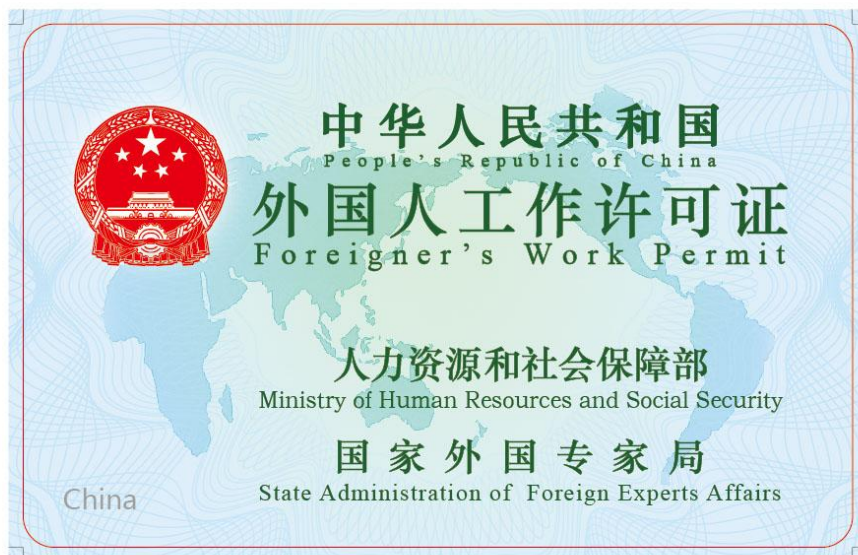 中华人民共和国
People's Republic of China
外国人工作许可证
Foreigner's Work Permit
人力资源和社会保障部
Ministry of Human Resources and Social Security
国家外国专家局
State Administration of Foreign Experts Affairs
China